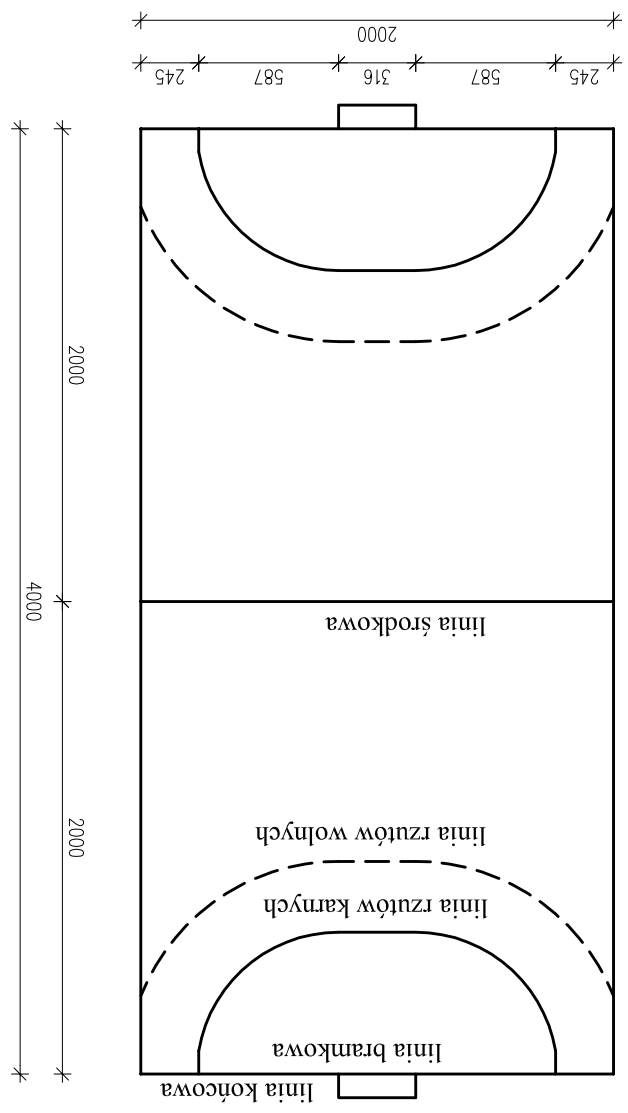 linia końcowa
linia bramkowa
linia rzutów karnych
linia rzutów wolnych
2000
linia środkowa
4000
2000
245 587 316 587 245
2000